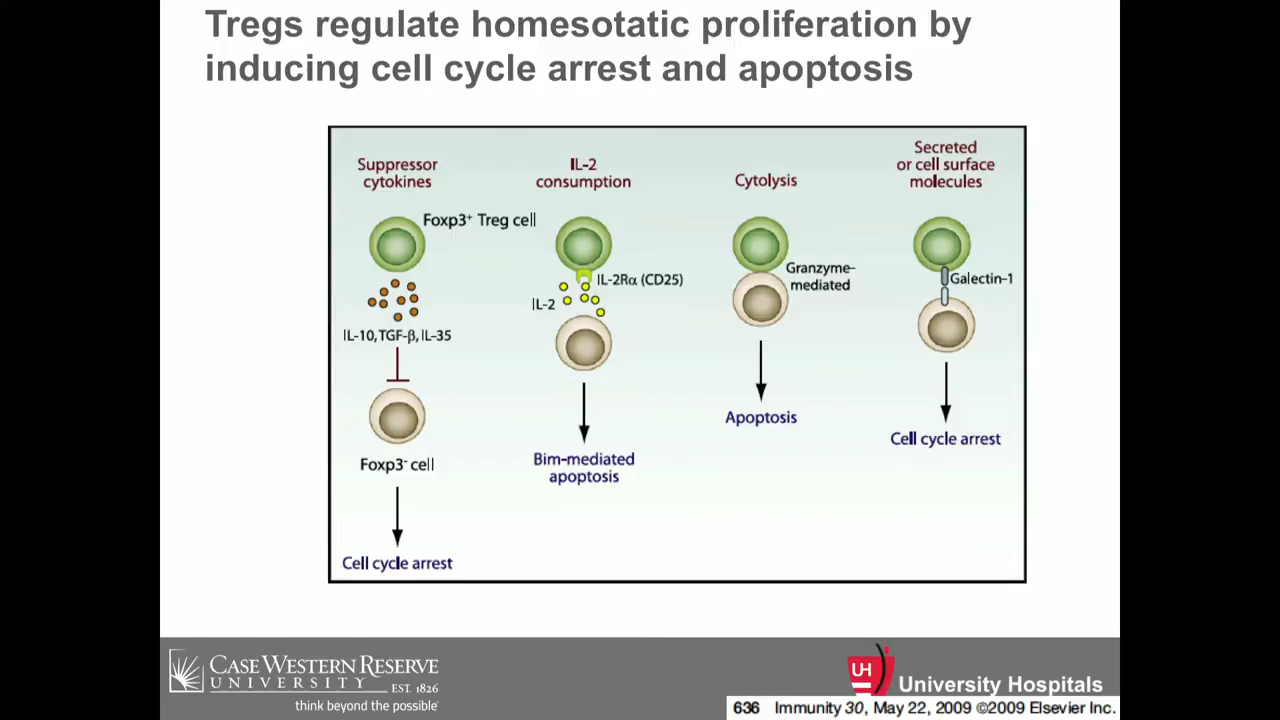 Tregs regulate homesotatic proliferation by
inducing cell cycle arrest and apoptosis
Suppressor
cytokines
Foxp3⁺ Treg cell
IL-10, TGF-β, IL-35
Foxp3⁻ cell
Cell cycle arrest
IL-2
consumption
IL-2Rα (CD25)
IL-2
Bim-mediated
apoptosis
Cytolysis
Granzyme-
mediated
Apoptosis
Secreted
or cell surface
molecules
Galectin-1
Cell cycle arrest
CASE WESTERN RESERVE
UNIVERSITY EST. 1826
think beyond the possible®
UH
University Hospitals
636 Immunity 30, May 22, 2009 ©2009 Elsevier Inc.